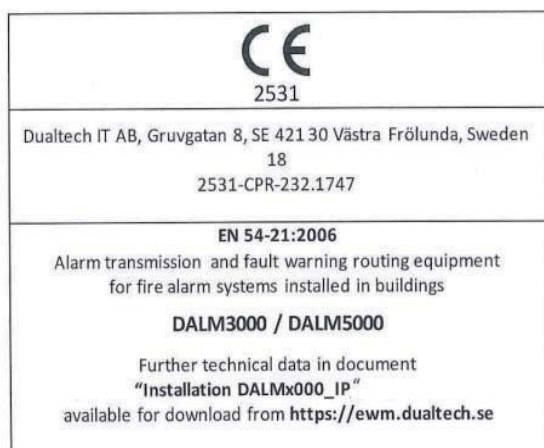 CE
2531
Dualtech IT AB, Gruvgatan 8, SE 421 30 Västra Frölunda, Sweden
18
2531-CPR-232.1747
EN 54-21:2006
Alarm transmission and fault warning routing equipment
for fire alarm systems installed in buildings
DALM3000 / DALM5000
Further technical data in document
"Installation DALMx000_IP"
available for download from https://ewm.dualtech.se